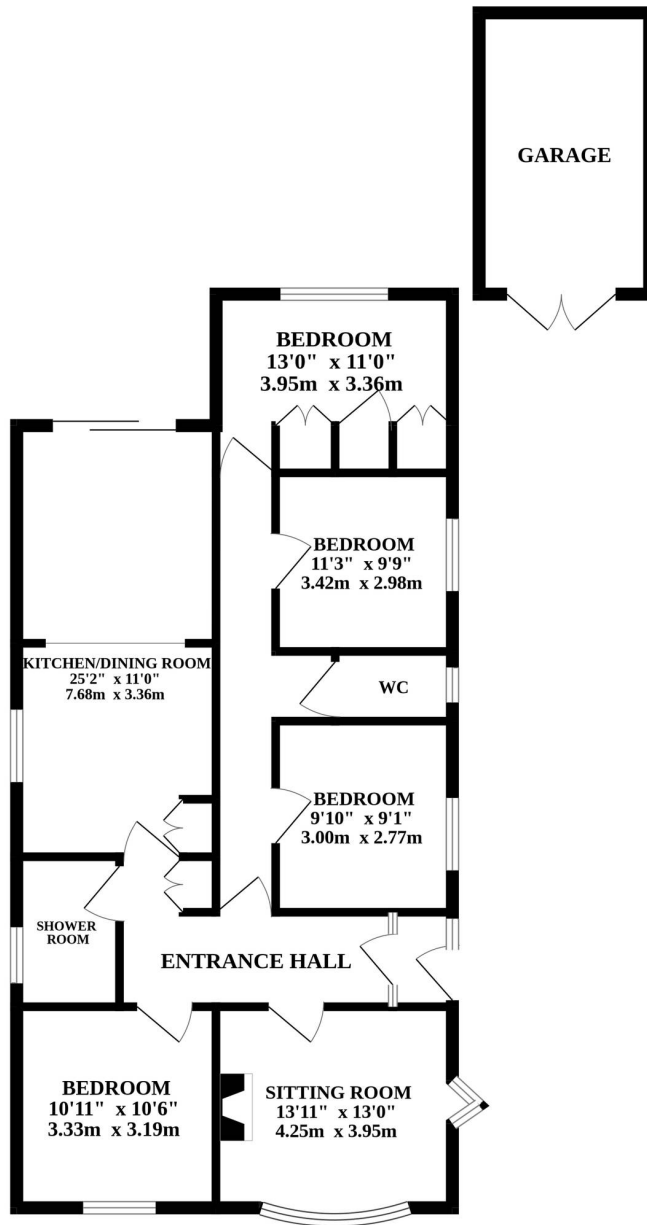 GARAGE
BEDROOM
13'0" x 11'0"
3.95m x 3.36m
BEDROOM
11'3" x 9'9"
3.42m x 2.98m
KITCHEN/DINING ROOM
25'2" x 11'0"
7.68m x 3.36m
WC
BEDROOM
9'10" x 9'1"
3.00m x 2.77m
SHOWER
ROOM
ENTRANCE HALL
BEDROOM
10'11" x 10'6"
3.33m x 3.19m
SITTING ROOM
13'11" x 13'0"
4.25m x 3.95m